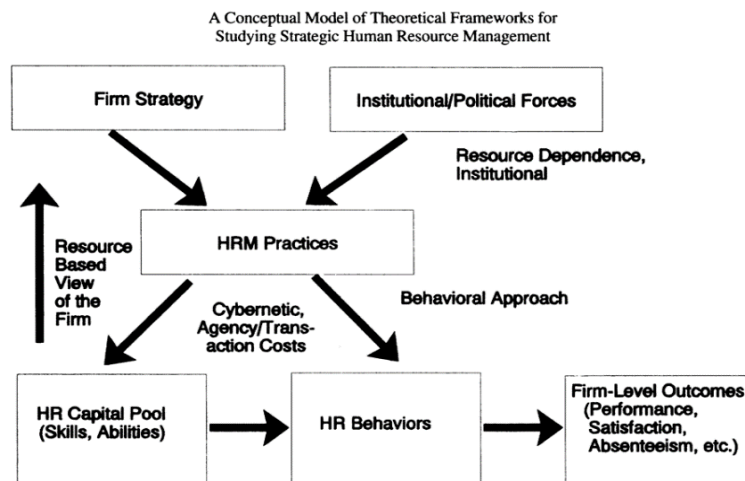 A Conceptual Model of Theoretical Frameworks for
Studying Strategic Human Resource Management
Firm Strategy
Institutional/Political Forces
Resource Dependence,
Institutional
HRM Practices
Resource
Based
View
of the
Firm
Behavioral Approach
Cybernetic,
Agency/Trans-
action Costs
HR Capital Pool
(Skills, Abilities)
HR Behaviors
Firm-Level Outcomes
(Performance,
Satisfaction,
Absenteeism, etc.)